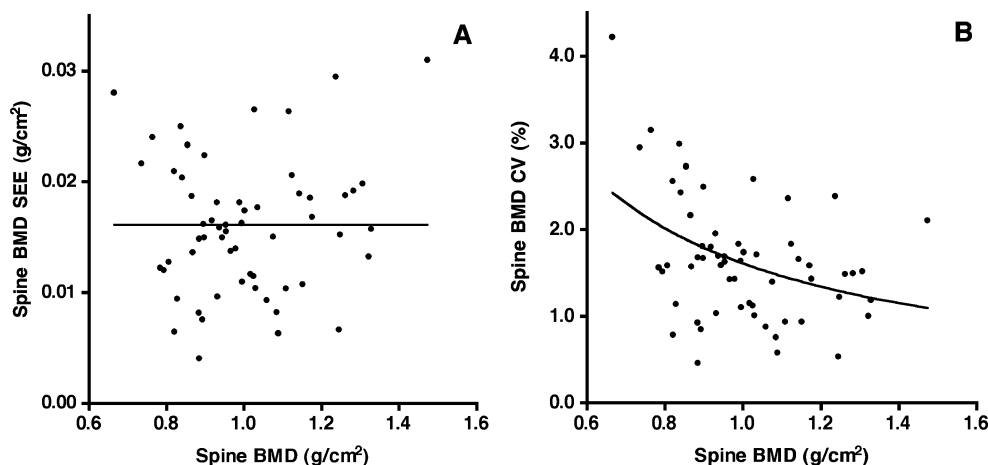 A
Spine BMD SEE (g/cm²)
0.03
0.02
0.01
0.00
0.6 0.8 1.0 1.2 1.4 1.6
Spine BMD (g/cm²)
B
Spine BMD CV (%)
4.0
3.0
2.0
1.0
0.0
0.6 0.8 1.0 1.2 1.4 1.6
Spine BMD (g/cm²)